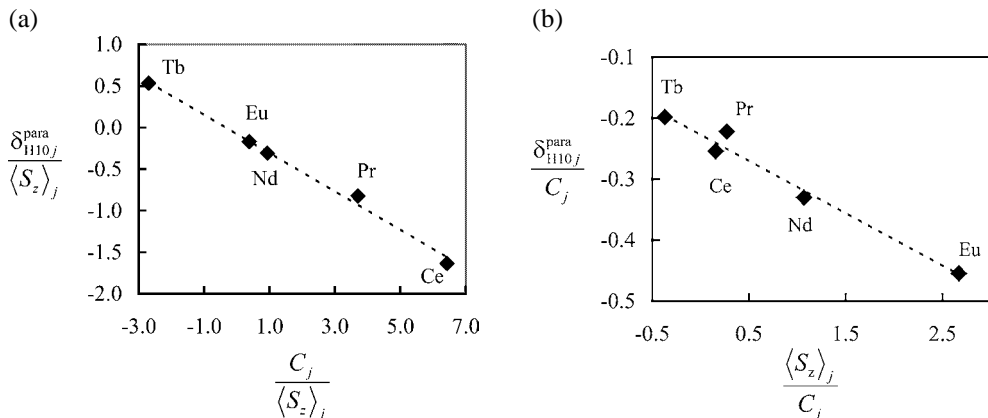 (a)
1.0
0.5
0.0
-0.5
-1.0
-1.5
-2.0
δ^para_H10 j
⟨S_z⟩_j
Tb
Eu
Nd
Pr
Ce
-3.0 -1.0 1.0 3.0 5.0 7.0
C_j
⟨S_z⟩_j
(b)
-0.1
-0.2
-0.3
-0.4
-0.5
δ^para_H10 j
C_j
Tb
Pr
Ce
Nd
Eu
-0.5 0.5 1.5 2.5
⟨S_z⟩_j
C_j